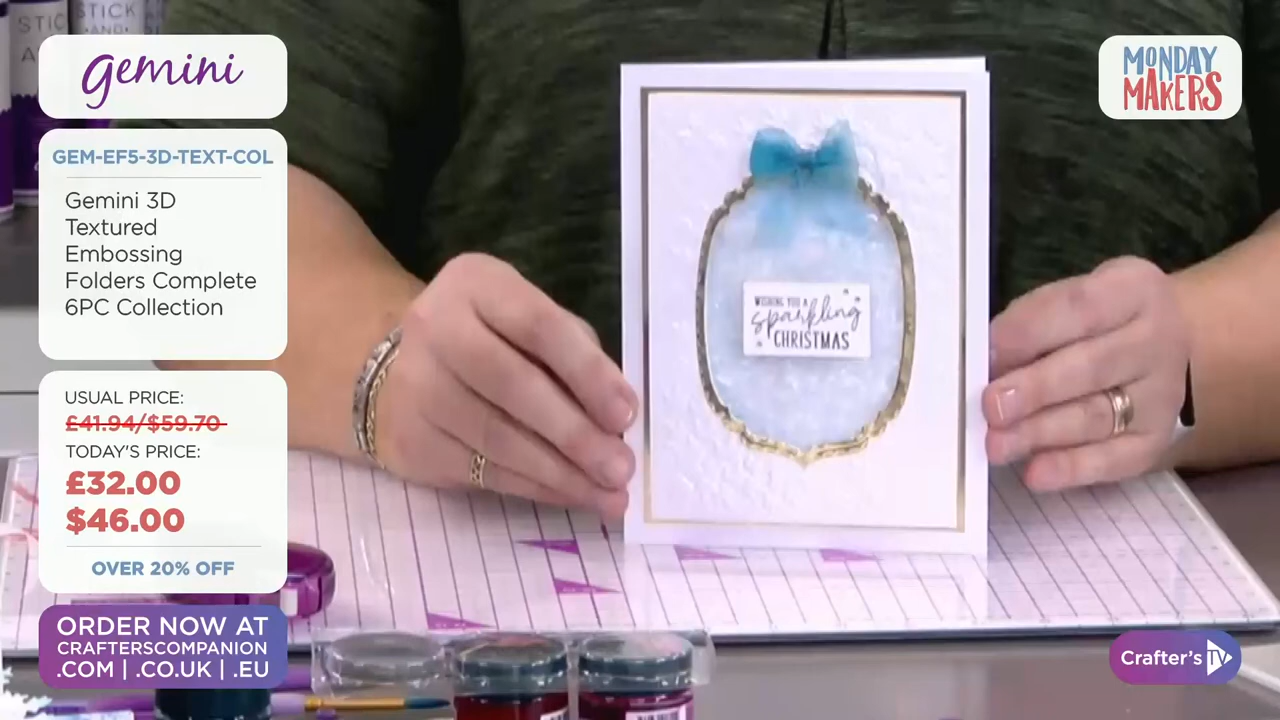 STICK
AND
gemini
GEM-EF5-3D-TEXT-COL
Gemini 3D
Textured
Embossing
Folders Complete
6PC Collection
USUAL PRICE:
£41.94/$59.70
TODAY'S PRICE:
£32.00
$46.00
OVER 20% OFF
ORDER NOW AT
CRAFTERSCOMPANION
.COM | .CO.UK | .EU
MONDAY
MAKERS
WISHING YOU A
sparkling
CHRISTMAS
Crafter's TV